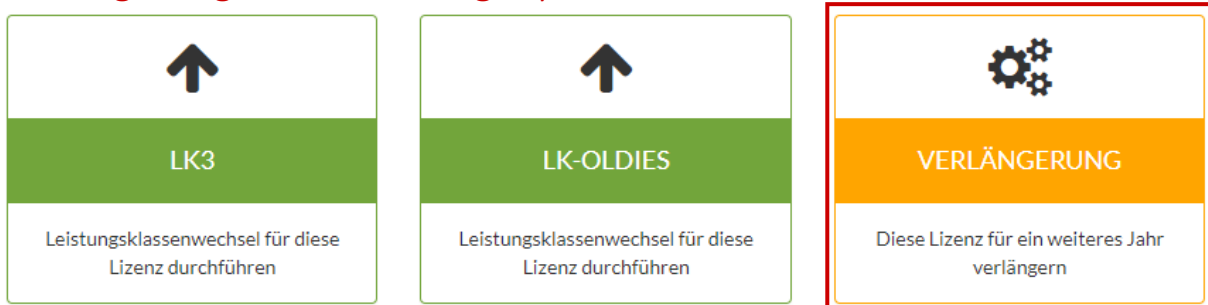 LK3
Leistungsklassenwechsel für diese
Lizenz durchführen
LK-OLDIES
Leistungsklassenwechsel für diese
Lizenz durchführen
VERLÄNGERUNG
Diese Lizenz für ein weiteres Jahr
verlängern